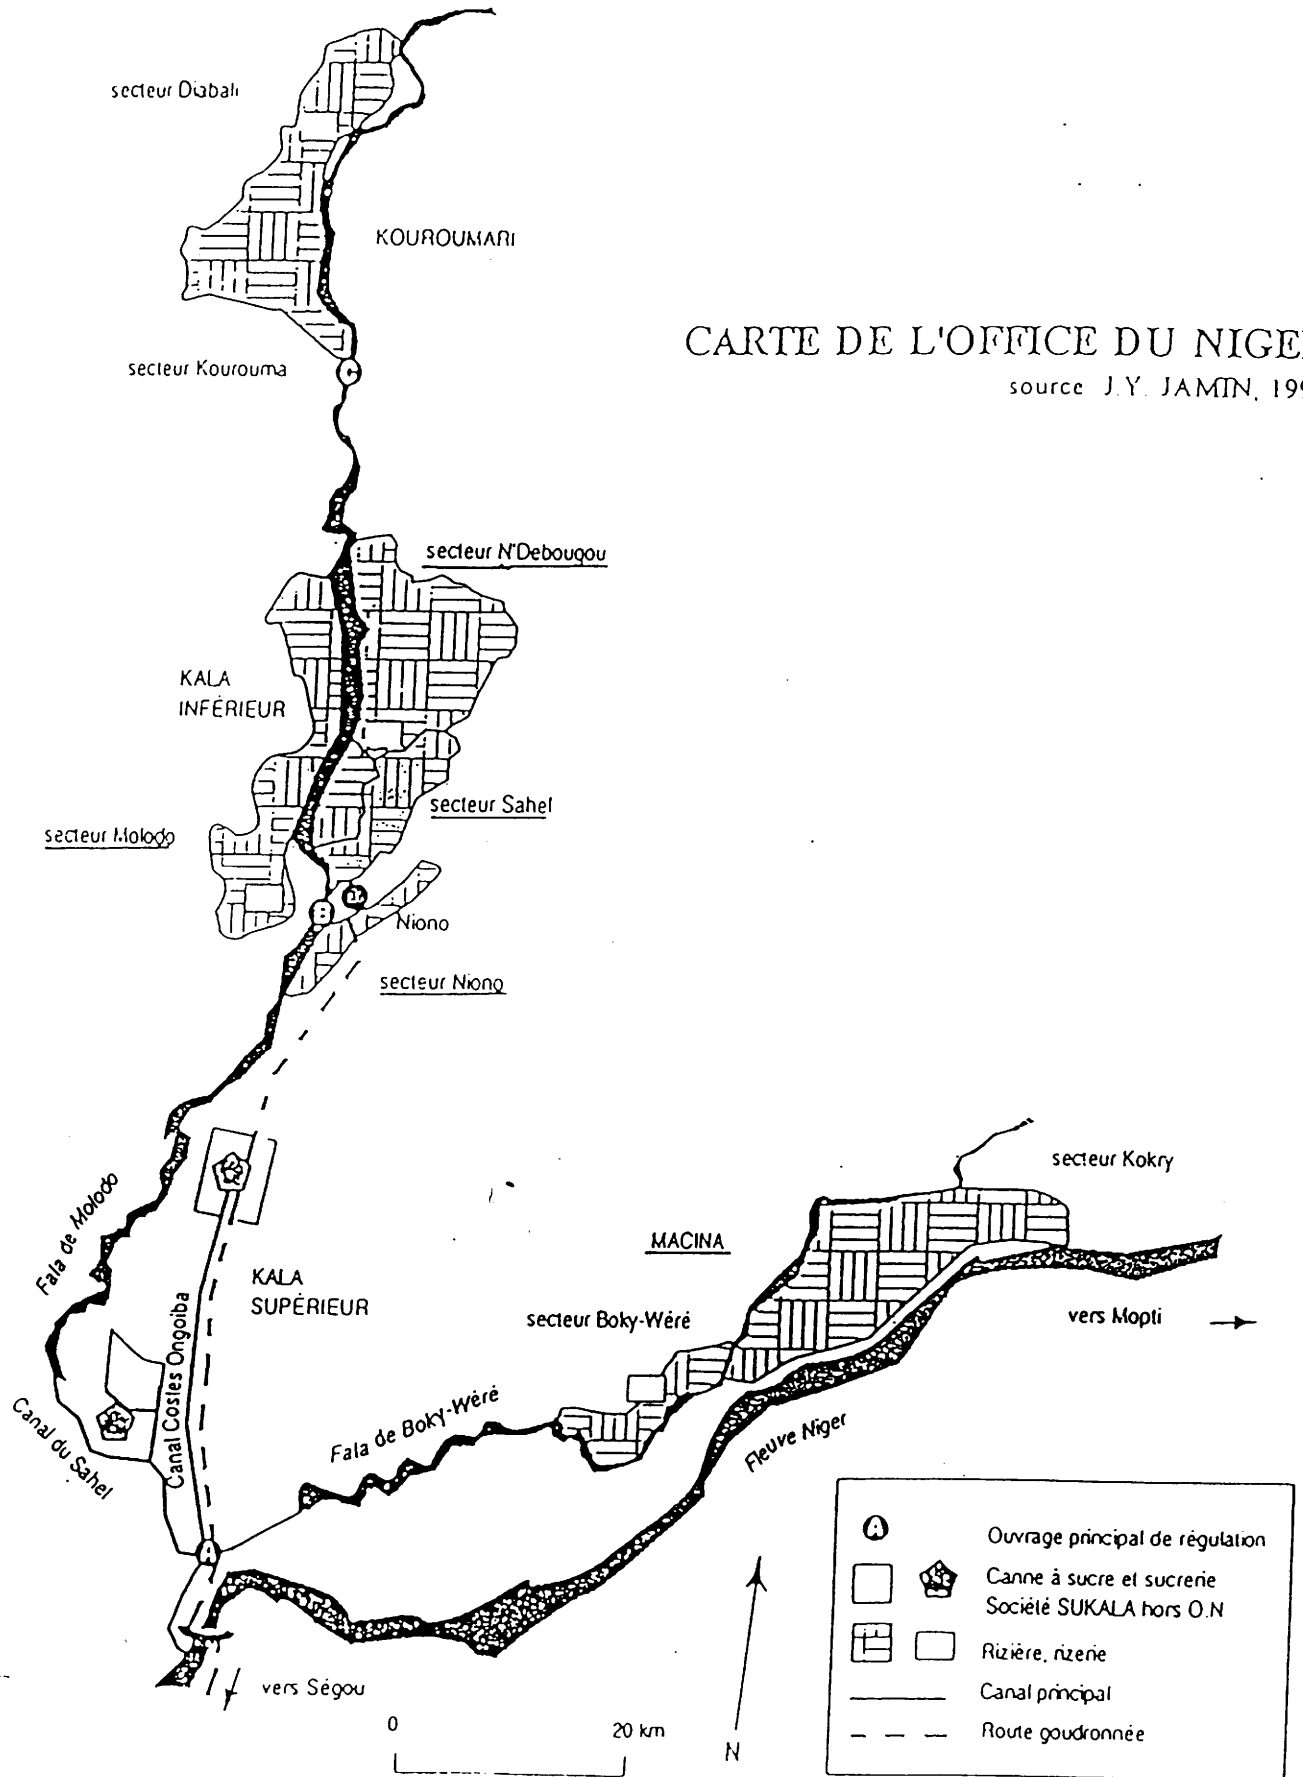 secteur Diabali
KOUROUMARI
CARTE DE L'OFFICE DU NIGE
source J.Y. JAMIN, 199
secteur Kourouma
C
secteur N'Debougou
KALA
INFÉRIEUR
secteur Sahel
secteur Molodo
B
Niono
secteur Niono
Fala de Molodo
secteur Kokry
MACINA
KALA
SUPÉRIEUR
secteur Boky-Wéré
vers Mopti
Canal Costes Ongoiba
Canal du Sahel
Fala de Boky-Wéré
Fleuve Niger
A
A
Ouvrage principal de régulation
Canne à sucre et sucrerie
Société SUKALA hors O.N
Rizière, rizerie
Canal principal
Route goudronnée
vers Ségou
0
20 km
N